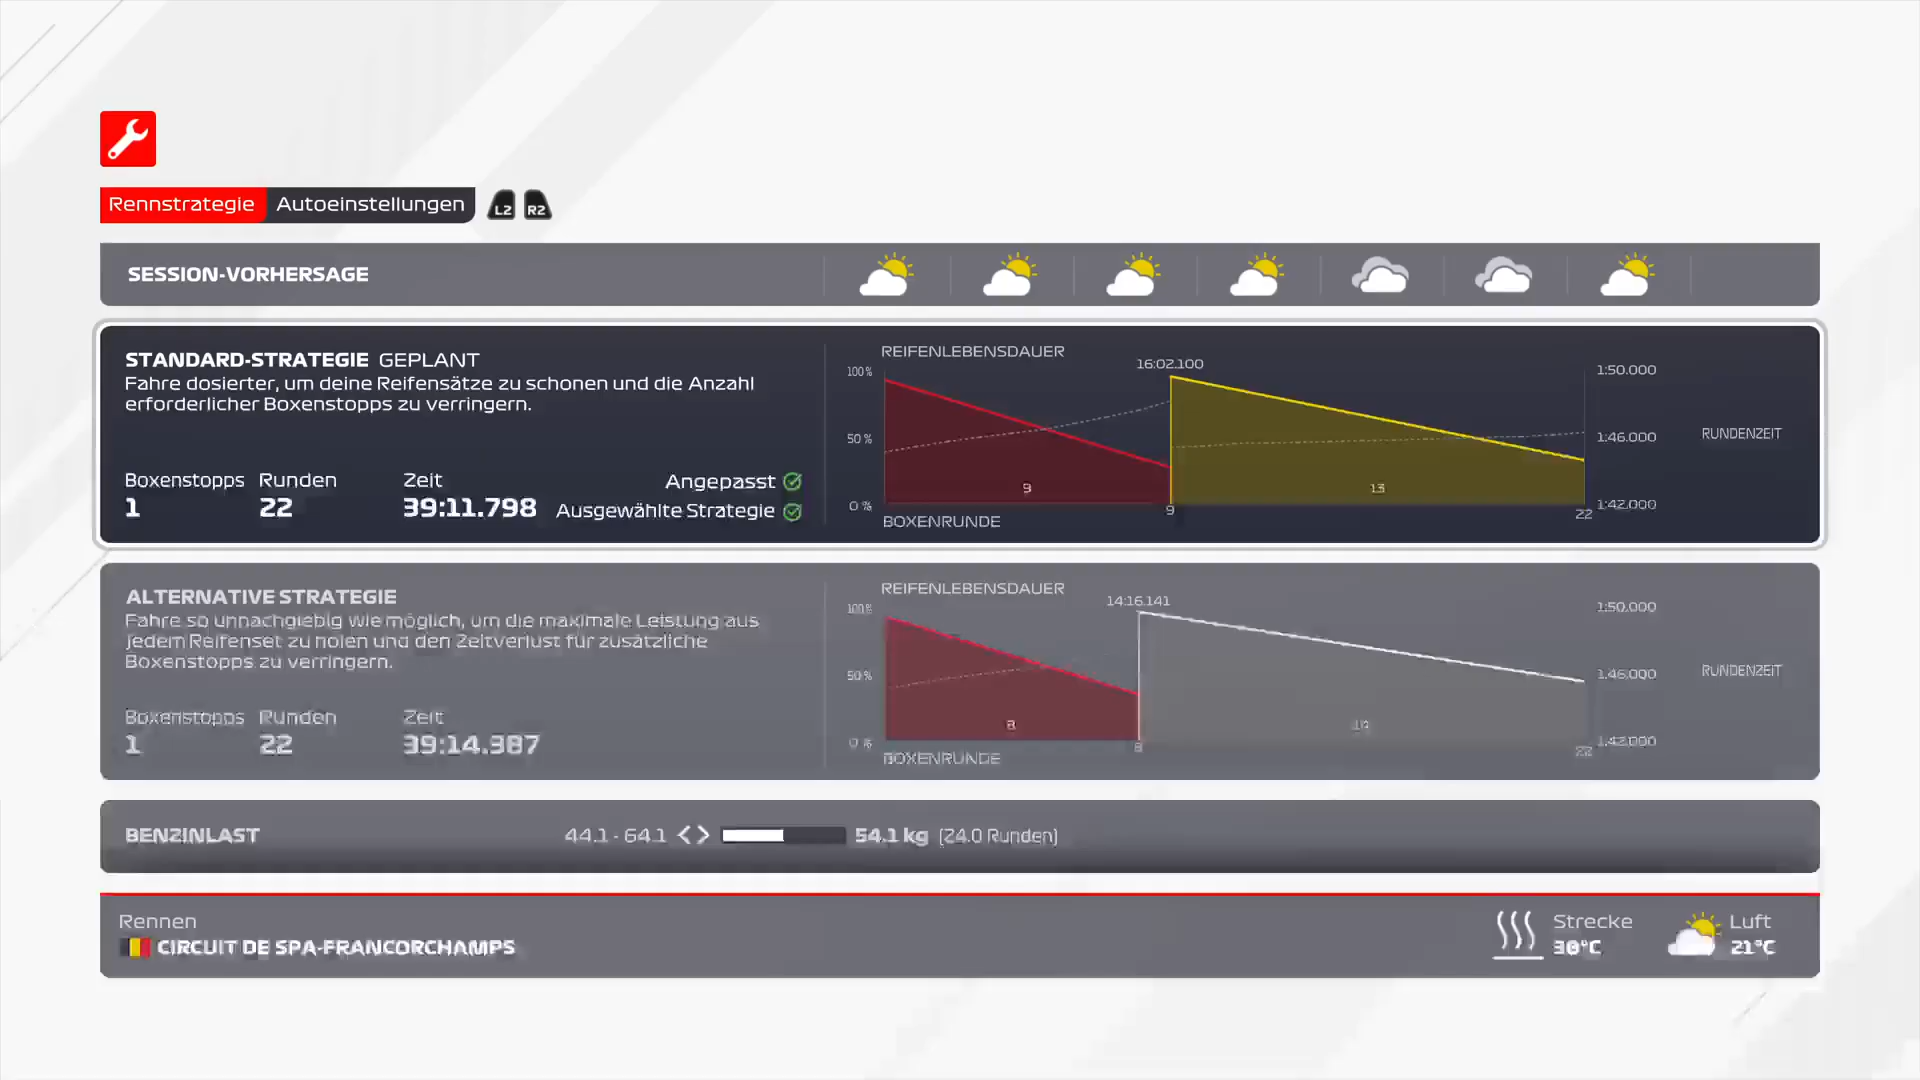 Rennstrategie Autoeinstellungen L2 R2
SESSION-VORHERSAGE
STANDARD-STRATEGIE GEPLANT
Fahre dosierter, um deine Reifensätze zu schonen und die Anzahl
erforderlicher Boxenstopps zu verringern.
Boxenstopps Runden Zeit Angepasst
1 22 39:11.798 Ausgewählte Strategie
REIFENLEBENSDAUER
16:02.100
100% 1:50.000
50% 1:46.000 RUNDENZEIT
9 13
0% 9 22 1:42.000
BOXENRUNDE
ALTERNATIVE STRATEGIE
Fahre so unnachgiebig wie möglich, um die maximale Leistung aus
jedem Reifenset zu holen und den Zeitverlust für zusätzliche
Boxenstopps zu verringern.
Boxenstopps Runden Zeit
1 22 39:14.387
REIFENLEBENSDAUER
14:16.141
100% 1:50.000
50% 1:46.000 RUNDENZEIT
8 14
0% 8 22 1:42.000
BOXENRUNDE
BENZINLAST 44.1 - 64.1 54.1 kg [24.0 Runden]
Rennen
CIRCUIT DE SPA-FRANCORCHAMPS
Strecke
30°C
Luft
21°C